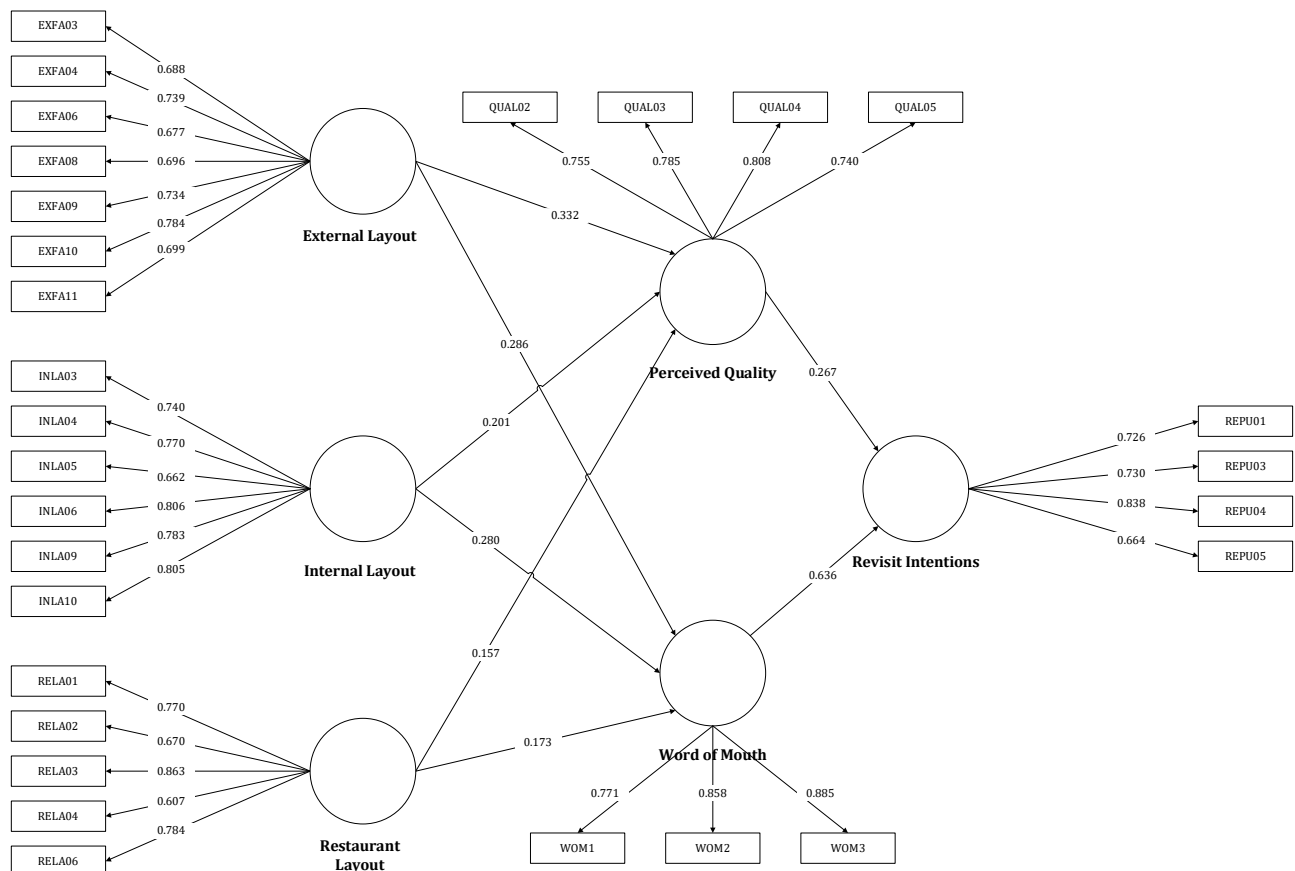 EXFA03
EXFA04
EXFA06
EXFA08
EXFA09
EXFA10
EXFA11
0.688
0.739
0.677
0.696
0.734
0.784
0.699
External Layout
INLA03
INLA04
INLA05
INLA06
INLA09
INLA10
0.740
0.770
0.662
0.806
0.783
0.805
Internal Layout
RELA01
RELA02
RELA03
RELA04
RELA06
0.770
0.670
0.863
0.607
0.784
Restaurant
Layout
0.332
0.286
0.201
0.280
0.157
0.173
QUAL02
QUAL03
QUAL04
QUAL05
0.755
0.785
0.808
0.740
Perceived Quality
Word of Mouth
0.771
0.858
0.885
WOM1
WOM2
WOM3
0.267
0.636
Revisit Intentions
0.726
0.730
0.838
0.664
REPU01
REPU03
REPU04
REPU05